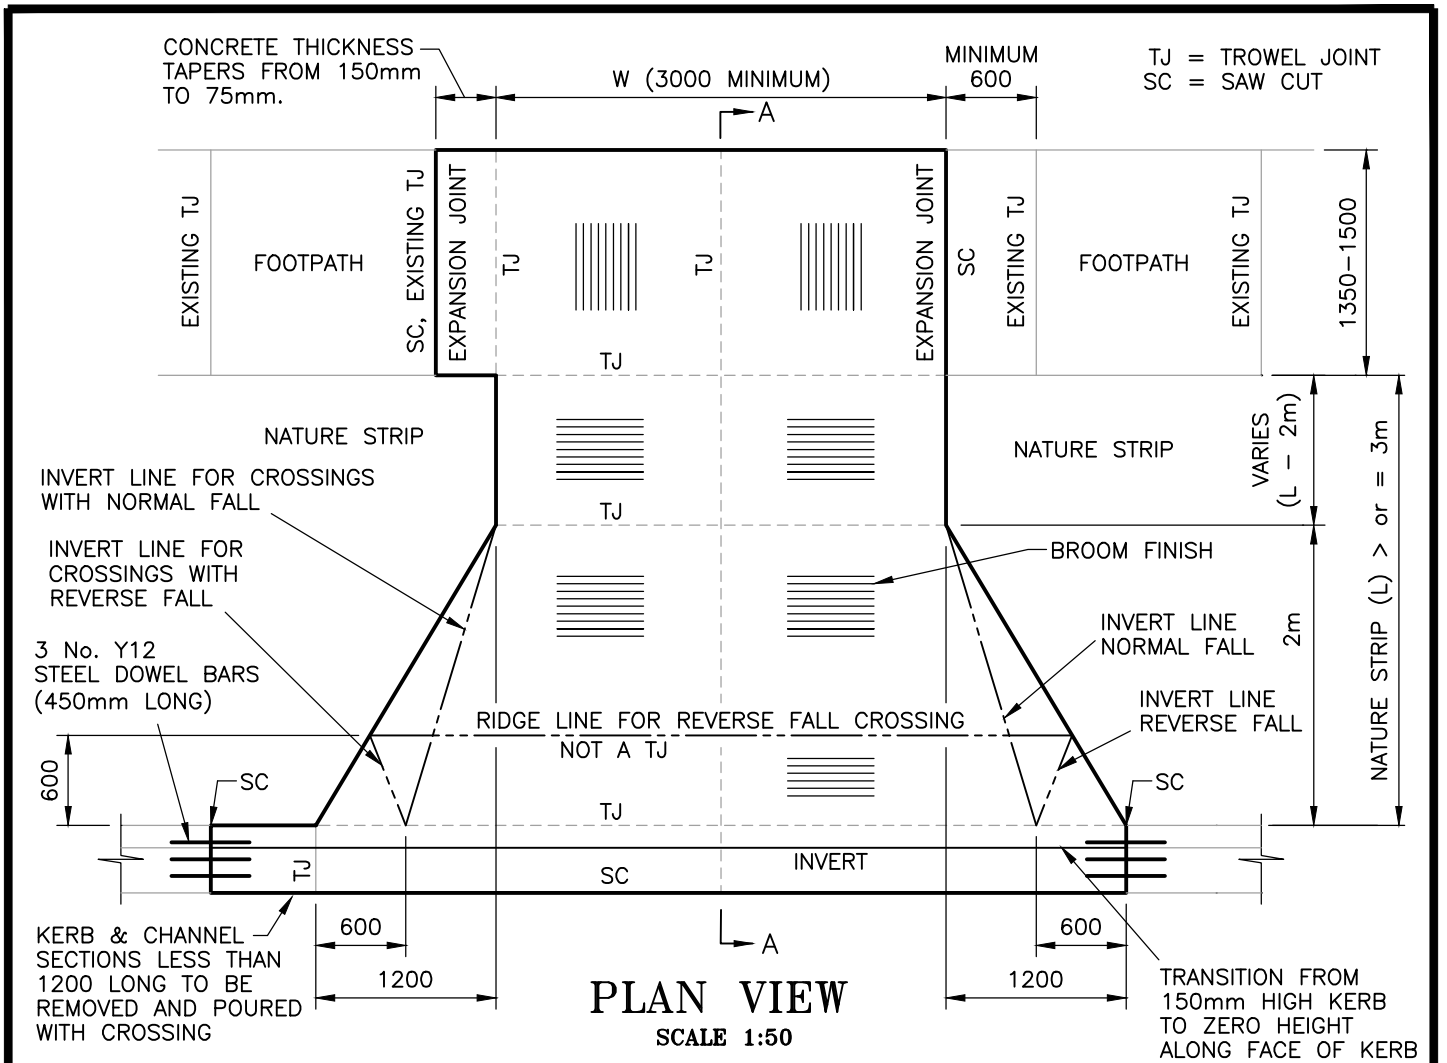 CONCRETE THICKNESS
TAPERS FROM 150mm
TO 75mm.
W (3000 MINIMUM)
MINIMUM
600
TJ = TROWEL JOINT
SC = SAW CUT
A
EXISTING TJ
FOOTPATH
SC, EXISTING TJ
EXPANSION JOINT
TJ
TJ
EXPANSION JOINT
SC
EXISTING TJ
FOOTPATH
EXISTING TJ
1350-1500
TJ
NATURE STRIP
NATURE STRIP
VARIES
(L - 2m)
NATURE STRIP (L) > or = 3m
INVERT LINE FOR CROSSINGS
WITH NORMAL FALL
TJ
INVERT LINE FOR
CROSSINGS WITH
REVERSE FALL
BROOM FINISH
2m
3 No. Y12
STEEL DOWEL BARS
(450mm LONG)
INVERT LINE
NORMAL FALL
INVERT LINE
REVERSE FALL
RIDGE LINE FOR REVERSE FALL CROSSING
NOT A TJ
600
SC
SC
TJ
TJ
INVERT
SC
KERB & CHANNEL
SECTIONS LESS THAN
1200 LONG TO BE
REMOVED AND POURED
WITH CROSSING
600
1200
A
600
1200
TRANSITION FROM
150mm HIGH KERB
TO ZERO HEIGHT
ALONG FACE OF KERB
PLAN VIEW
SCALE 1:50